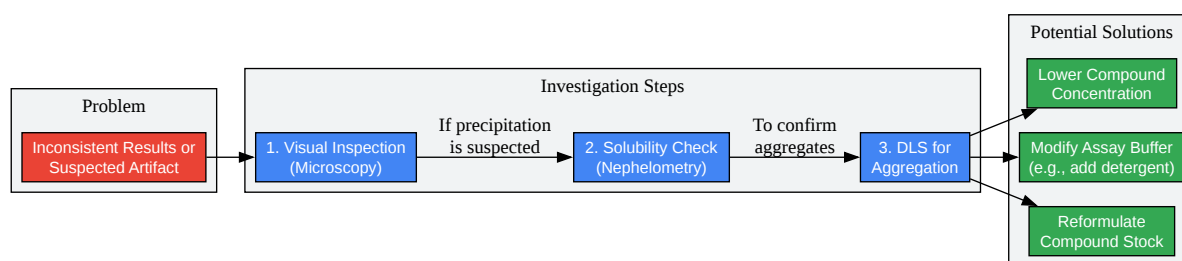 Problem
Inconsistent Results or
Suspected Artifact
Investigation Steps
1. Visual Inspection
(Microscopy)
If precipitation
is suspected
2. Solubility Check
(Nephelometry)
To confirm
aggregates
3. DLS for
Aggregation
Potential Solutions
Lower Compound
Concentration
Modify Assay Buffer
(e.g., add detergent)
Reformulate
Compound Stock